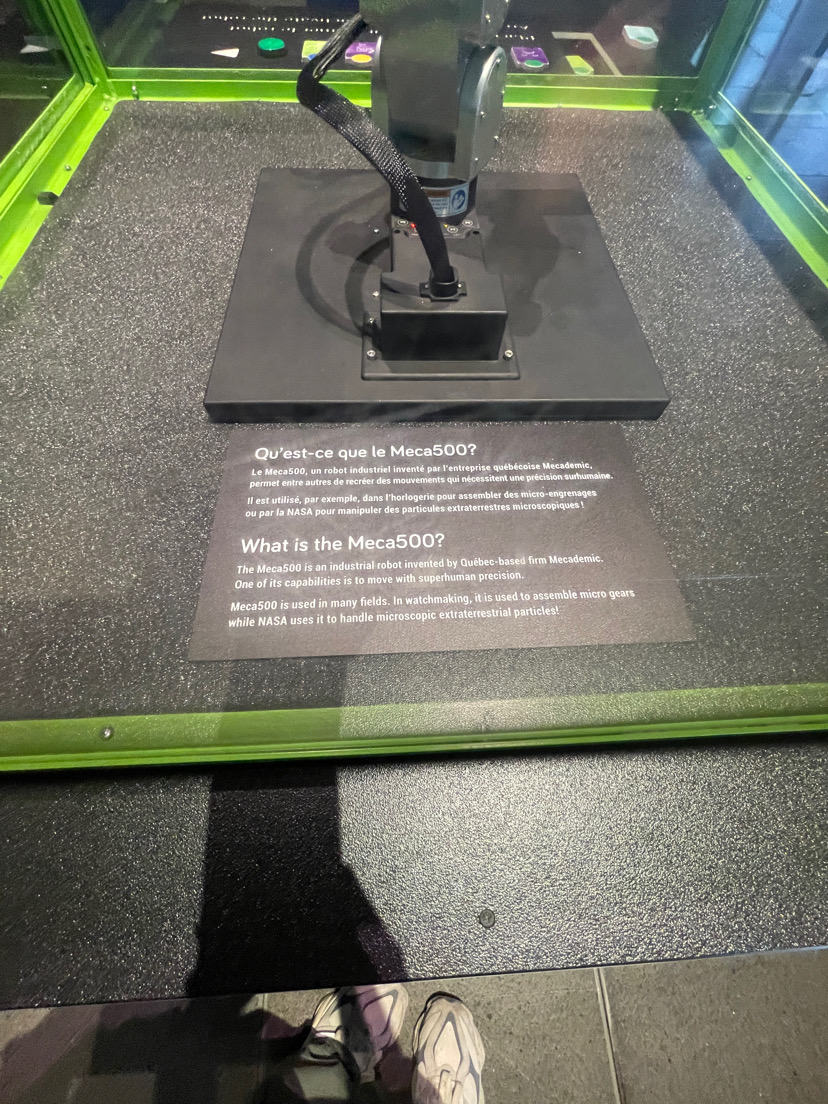 Qu'est-ce que le Meca500?
Le Meca500, un robot industriel inventé par l'entreprise québécoise Mecademic,
permet entre autres de recréer des mouvements qui nécessitent une précision surhumaine.
Il est utilisé, par exemple, dans l'horlogerie pour assembler des micro-engrenages
ou par la NASA pour manipuler des particules extraterrestres microscopiques !
What is the Meca500?
The Meca500 is an industrial robot invented by Québec-based firm Mecademic.
One of its capabilities is to move with superhuman precision.
Meca500 is used in many fields. In watchmaking, it is used to assemble micro gears
while NASA uses it to handle microscopic extraterrestrial particles!